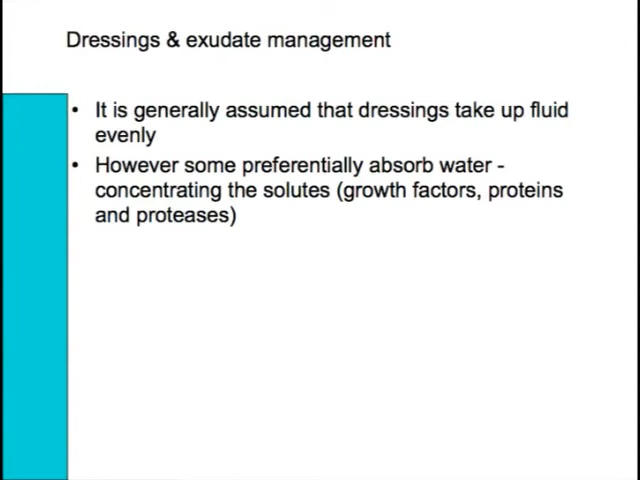 Dressings & exudate management
• It is generally assumed that dressings take up fluid
evenly
• However some preferentially absorb water -
concentrating the solutes (growth factors, proteins
and proteases)